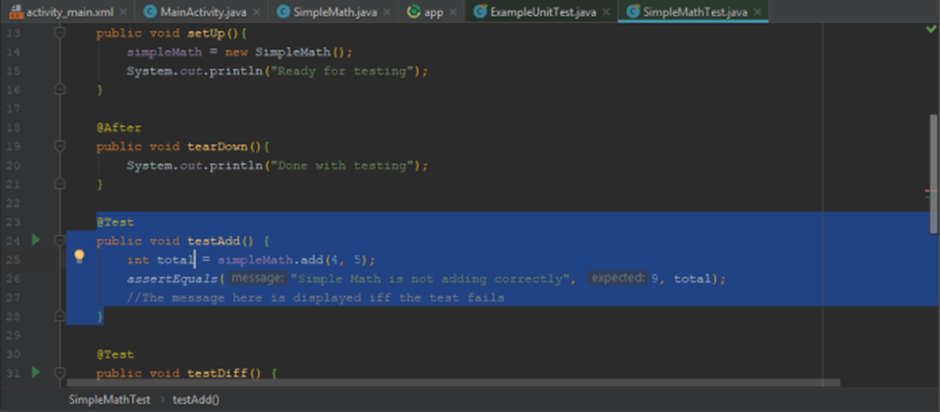 activity_main.xml × MainActivity.java × SimpleMath.java × app × ExampleUnitTest.java × SimpleMathTest.java ×
13 public void setUp(){
14 simpleMath = new SimpleMath();
15 System.out.println("Ready for testing");
16 }
17
18 @After
19 public void tearDown(){
20 System.out.println("Done with testing");
21 }
22
23 @Test
24 public void testAdd() {
25 int total = simpleMath.add(4, 5);
26 assertEquals( message: "Simple Math is not adding correctly", expected: 9, total);
27 //The message here is displayed iff the test fails
28 }
29
30 @Test
31 public void testDiff() {
SimpleMathTest › testAdd()